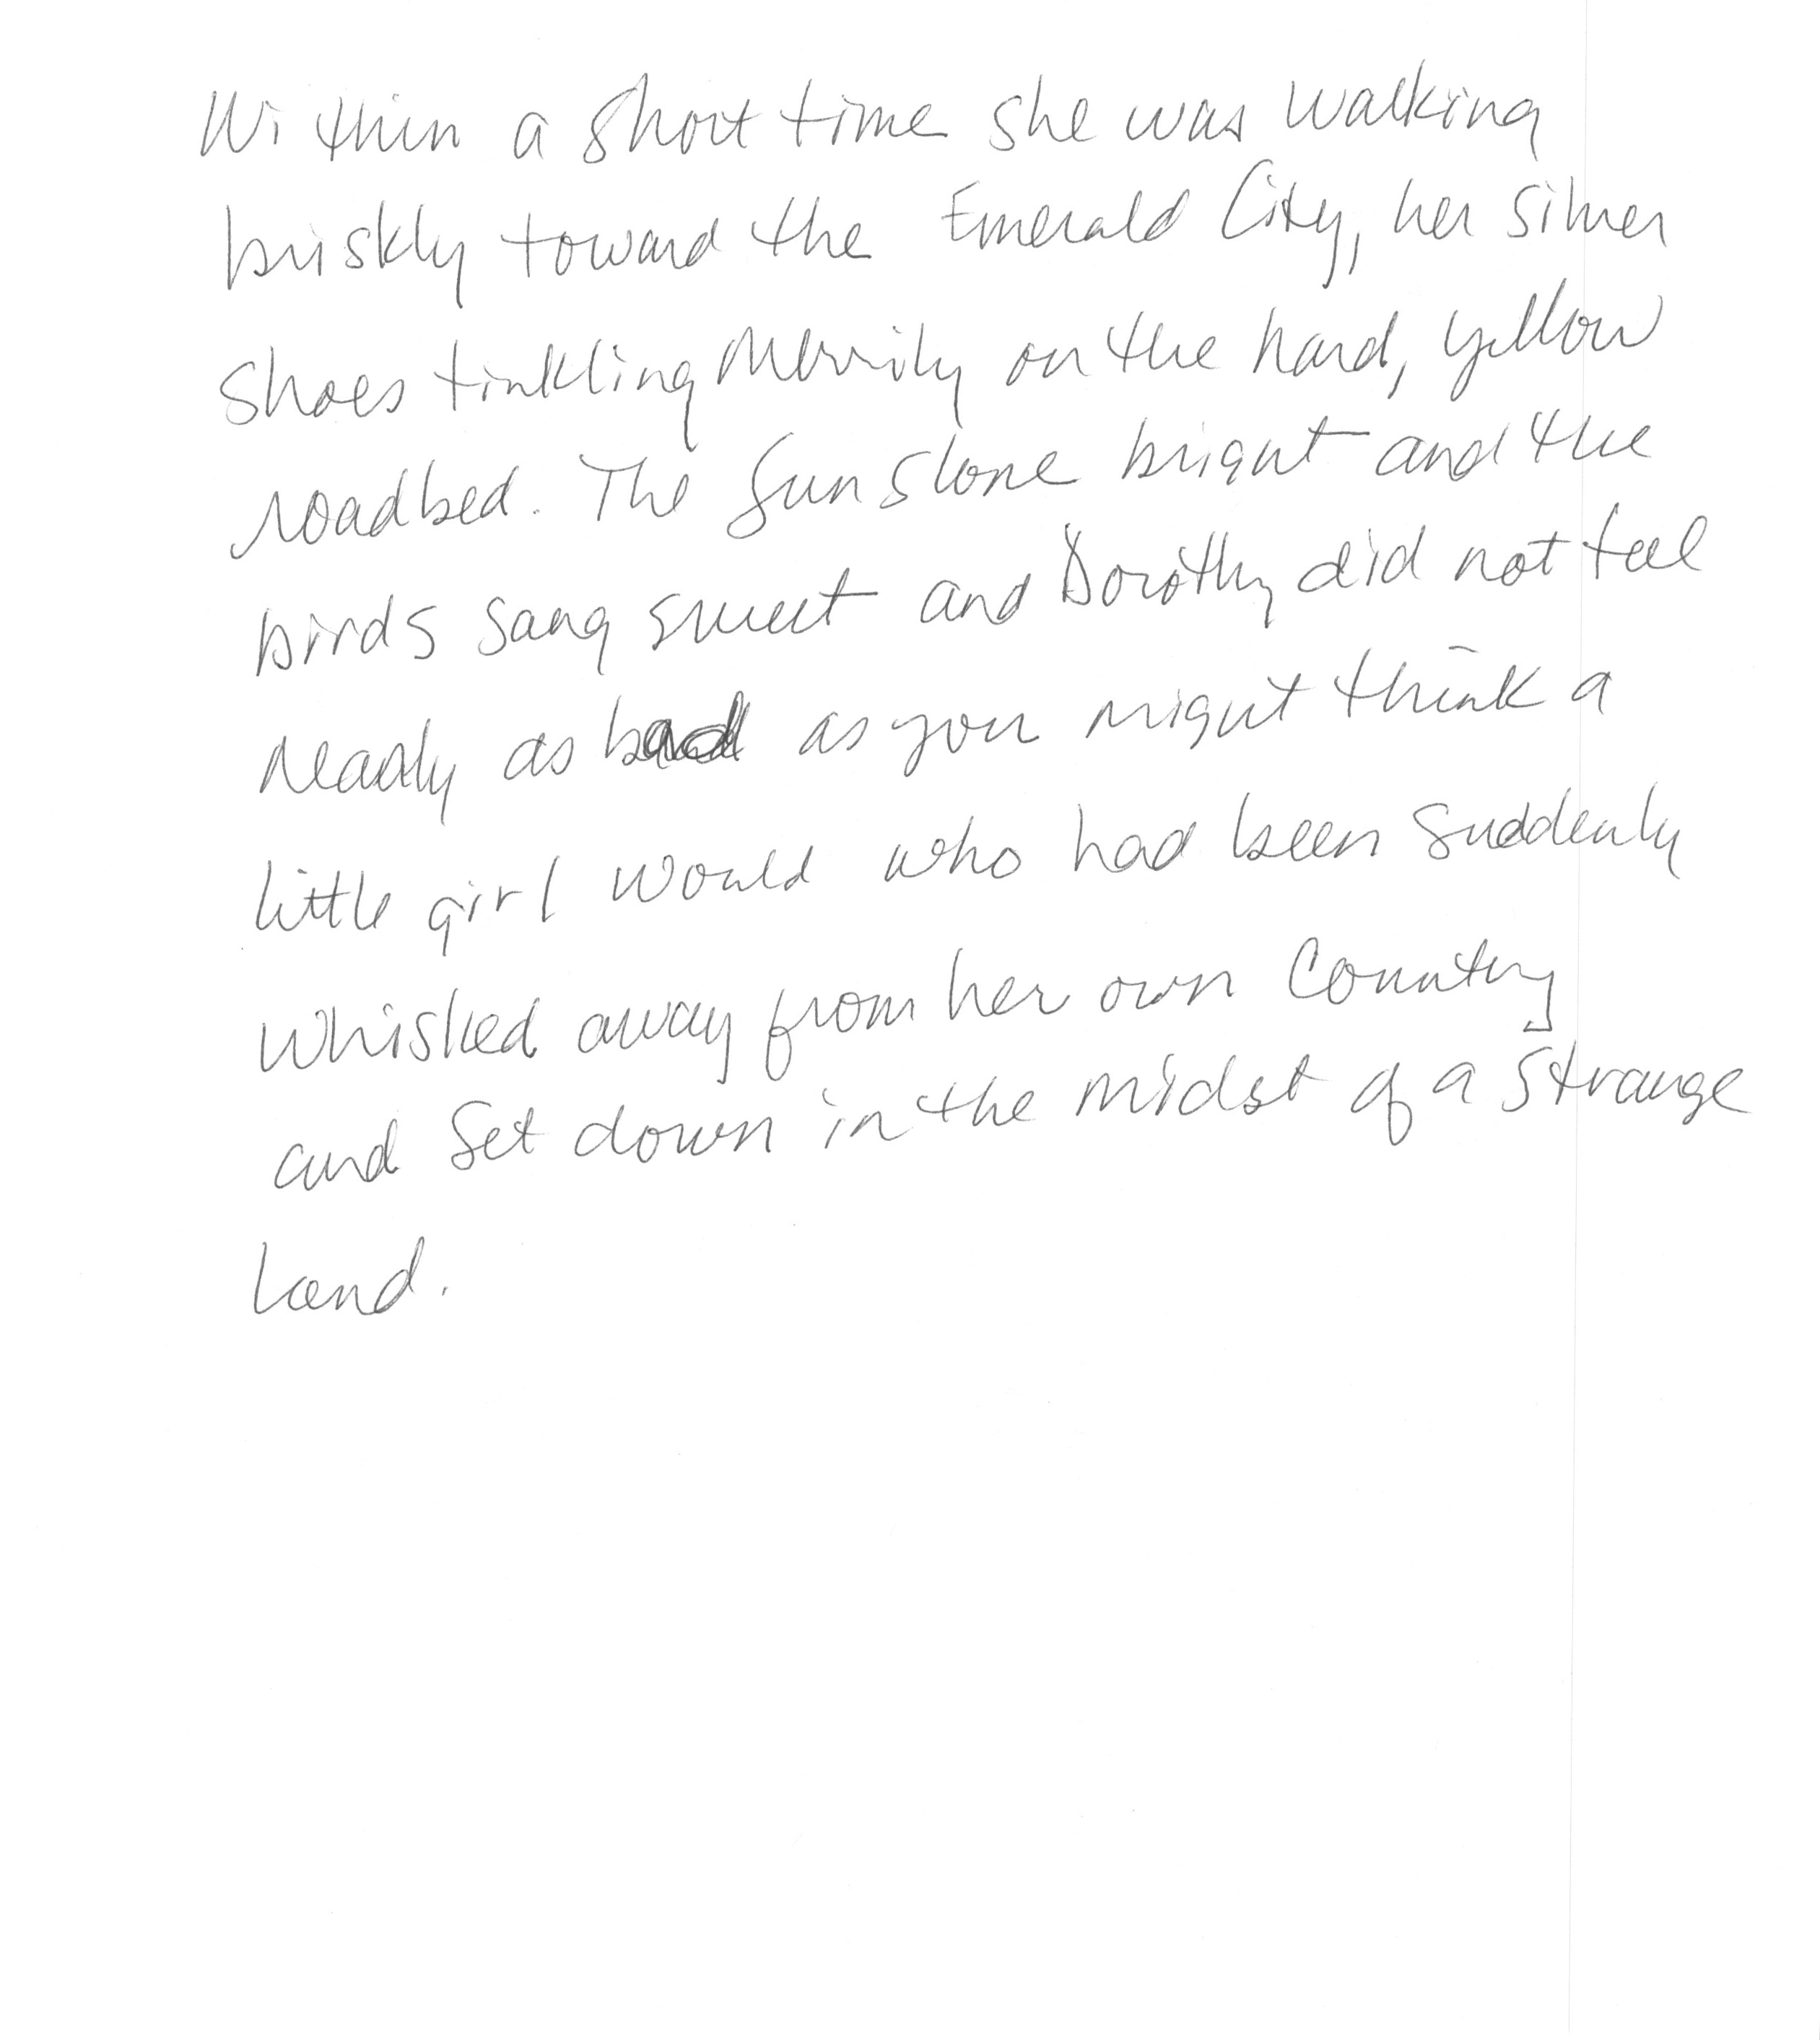 Within a short time she was walking
briskly toward the Emerald City, her silver
shoes tinkling merrily on the hard, yellow
roadbed. The sun shone bright and the
birds sang sweet and Dorothy did not feel
nearly as bad as you might think a
little girl would who had been suddenly
whisked away from her own country
and set down in the midst of a strange
land.